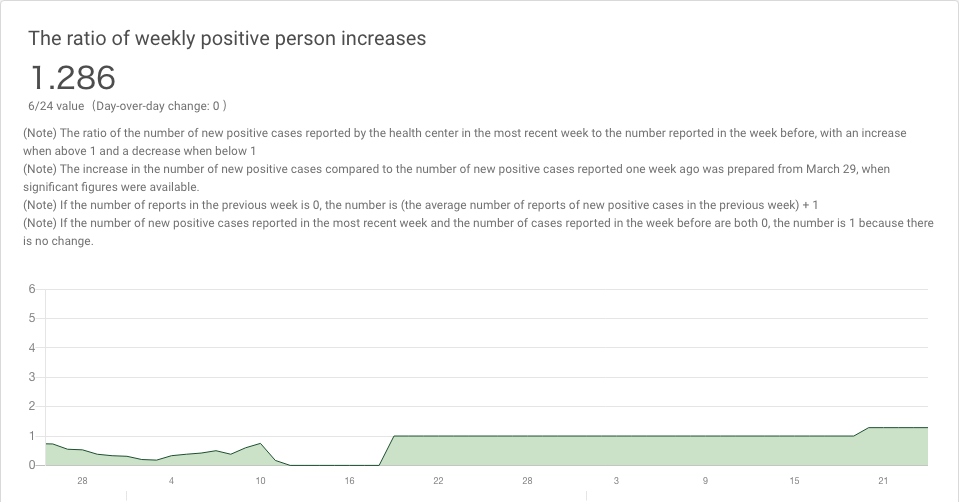 The ratio of weekly positive person increases
1.286
6/24 value（Day-over-day change: 0 ）
(Note) The ratio of the number of new positive cases reported by the health center in the most recent week to the number reported in the week before, with an increase
when above 1 and a decrease when below 1
(Note) The increase in the number of new positive cases compared to the number of new positive cases reported one week ago was prepared from March 29, when
significant figures were available.
(Note) If the number of reports in the previous week is 0, the number is (the average number of reports of new positive cases in the previous week) + 1
(Note) If the number of new positive cases reported in the most recent week and the number of cases reported in the week before are both 0, the number is 1 because there
is no change.
6
5
4
3
2
1
0
28 4 10 16 22 28 3 9 15 21